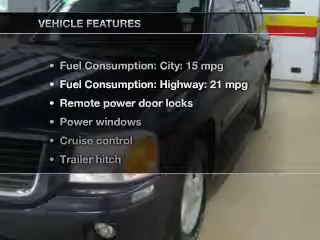 VEHICLE FEATURES
• Fuel Consumption: City: 15 mpg
• Fuel Consumption: Highway: 21 mpg
• Remote power door locks
• Power windows
• Cruise control
• Trailer hitch